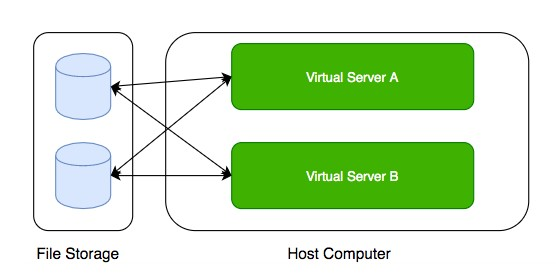 Virtual Server A
Virtual Server B
File Storage
Host Computer